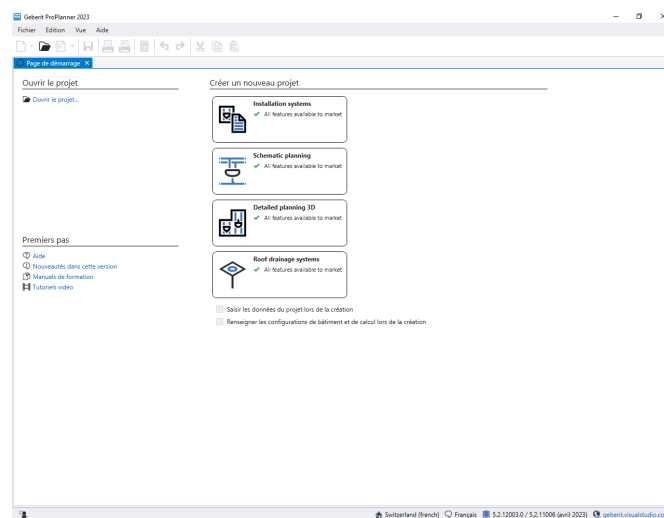 Geberit ProPlanner 2023
Fichier Edition Vue Aide
Page de démarrage
Ouvrir le projet
Ouvrir le projet...
Créer un nouveau projet
Installation systems
All features available to market
Schematic planning
All features available to market
Detailed planning 3D
All features available to market
Roof drainage systems
All features available to market
Saisir les données du projet lors de la création
Renseigner les configurations de bâtiment et de calcul lors de la création
Premiers pas
Aide
Nouveautés dans cette version
Manuels de formation
Tutoriels vidéo
Switzerland (french) Français 5.2.12003.0 / 5.2.11006 (avril 2023) geberit.visualstudio.co